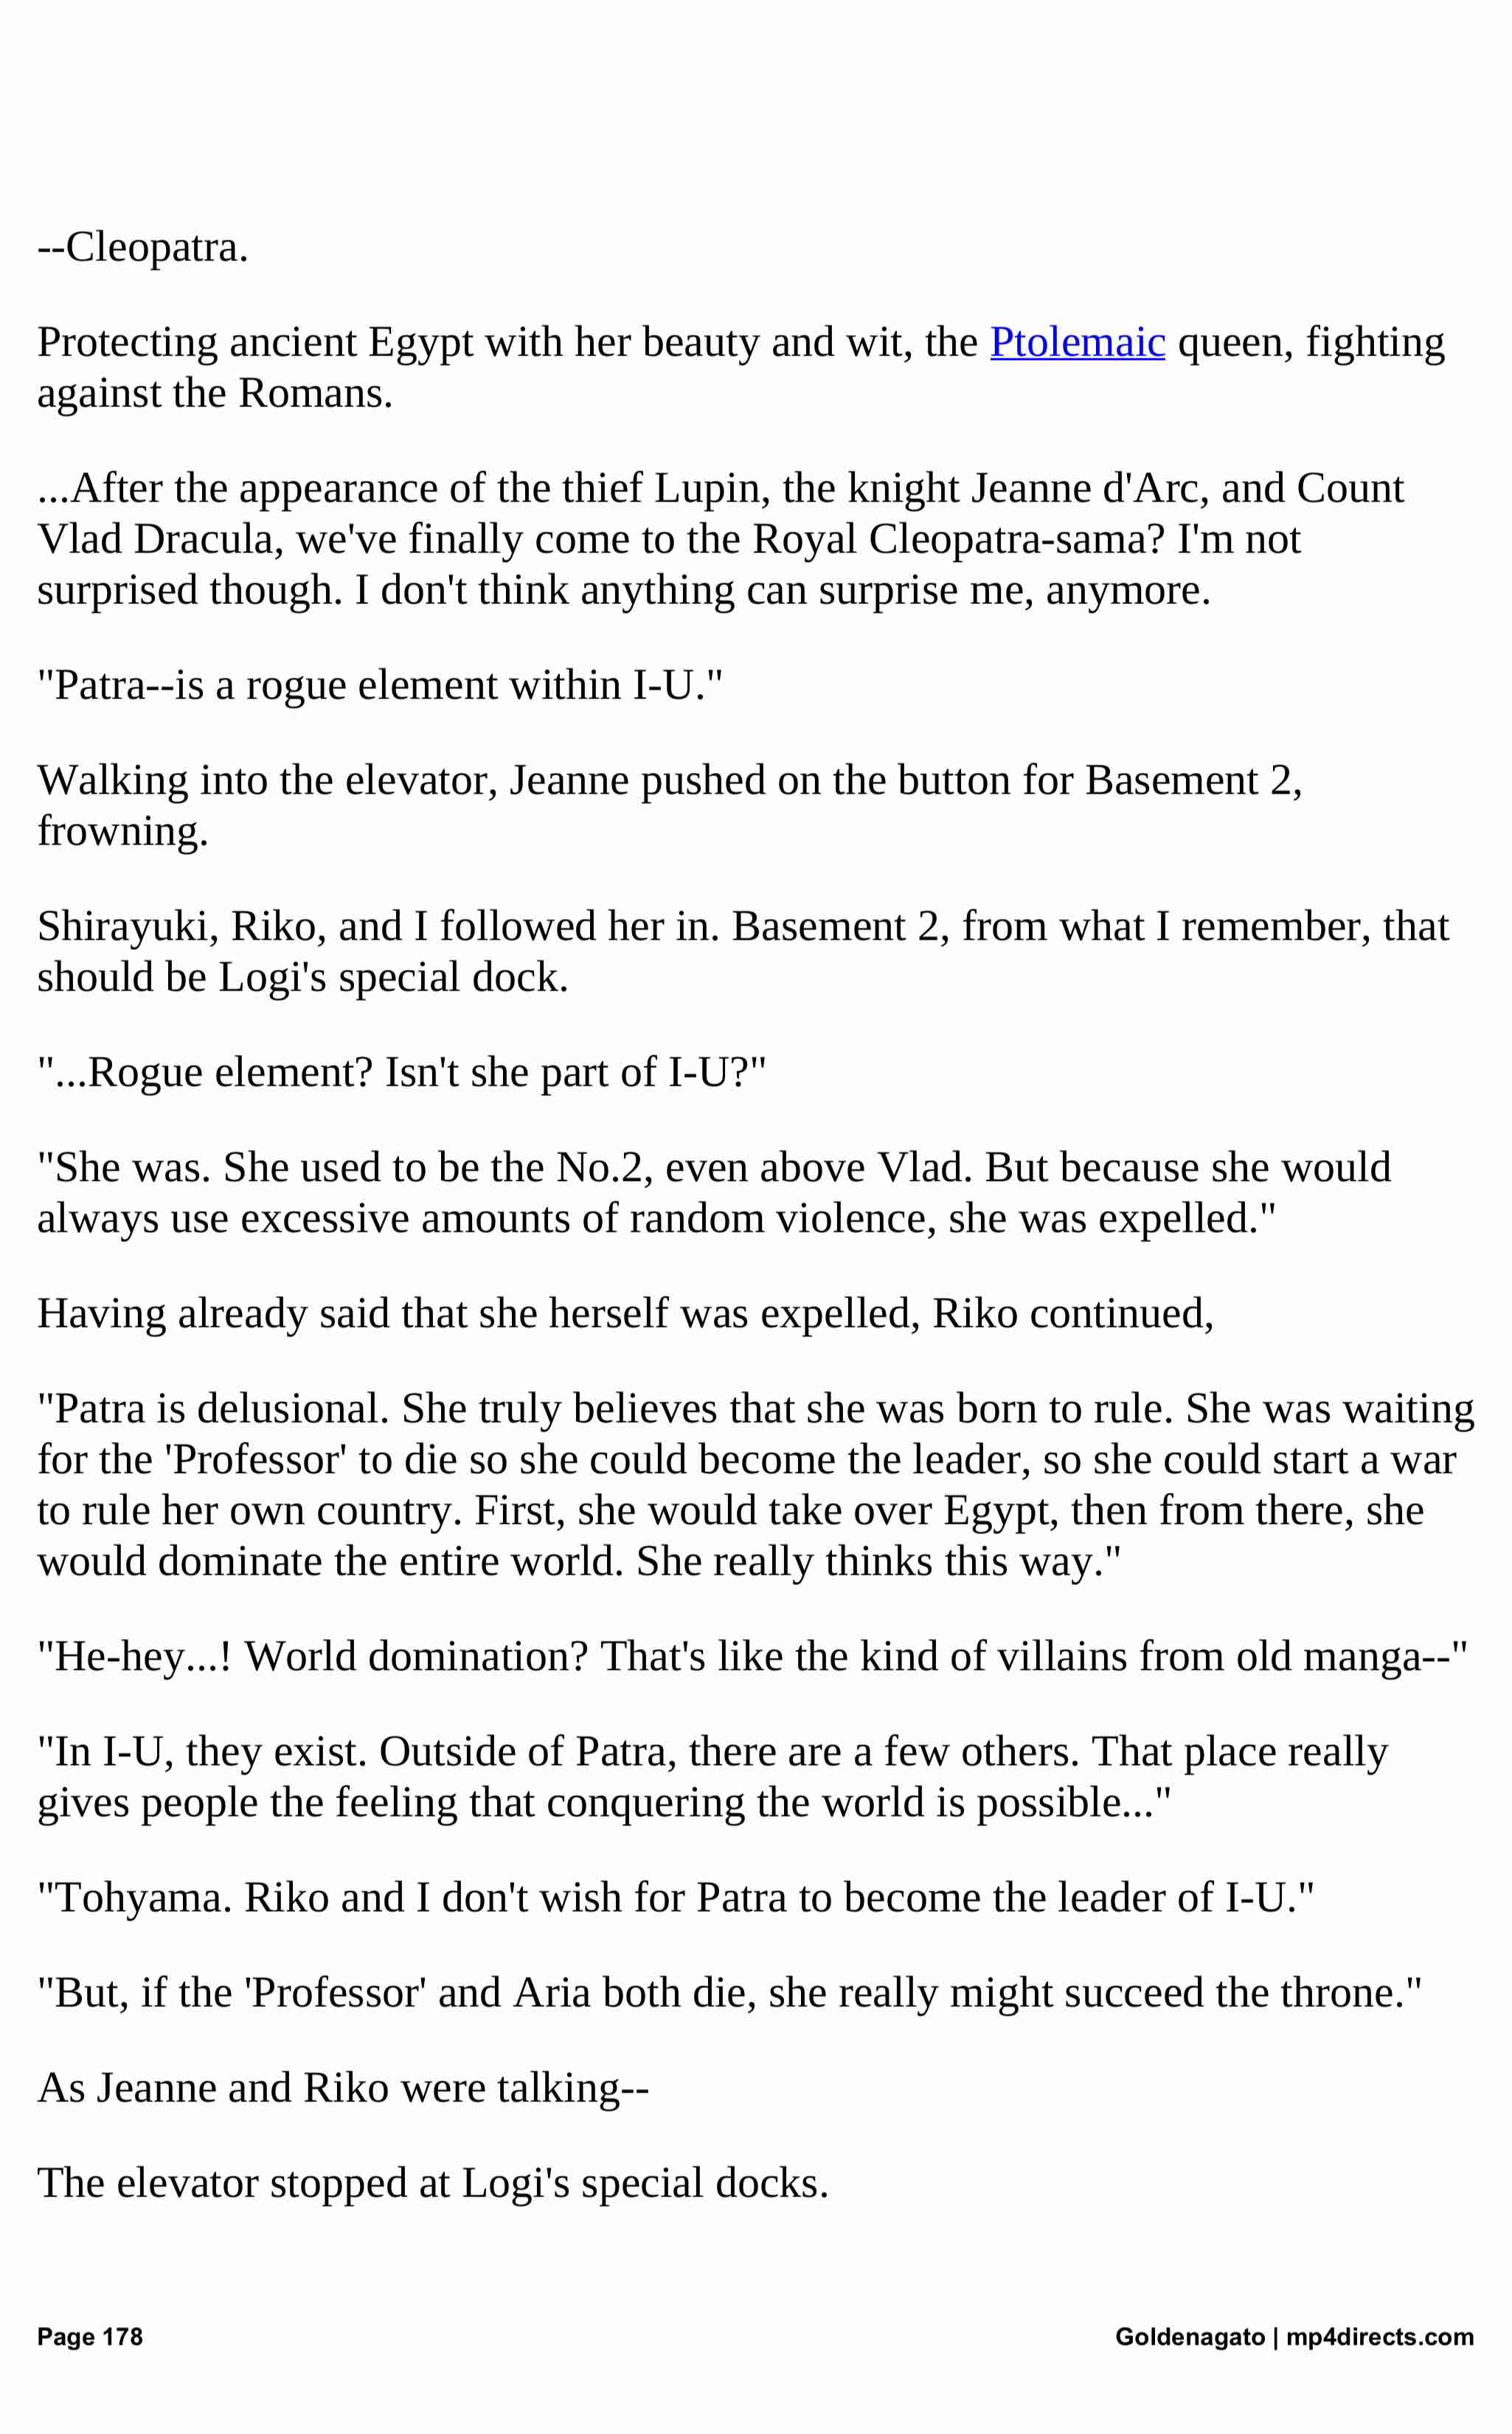 --Cleopatra.
Protecting ancient Egypt with her beauty and wit, the Ptolemaic queen, fighting
against the Romans.
...After the appearance of the thief Lupin, the knight Jeanne d'Arc, and Count
Vlad Dracula, we've finally come to the Royal Cleopatra-sama? I'm not
surprised though. I don't think anything can surprise me, anymore.
"Patra--is a rogue element within I-U."
Walking into the elevator, Jeanne pushed on the button for Basement 2,
frowning.
Shirayuki, Riko, and I followed her in. Basement 2, from what I remember, that
should be Logi's special dock.
"...Rogue element? Isn't she part of I-U?"
"She was. She used to be the No.2, even above Vlad. But because she would
always use excessive amounts of random violence, she was expelled."
Having already said that she herself was expelled, Riko continued,
"Patra is delusional. She truly believes that she was born to rule. She was waiting
for the 'Professor' to die so she could become the leader, so she could start a war
to rule her own country. First, she would take over Egypt, then from there, she
would dominate the entire world. She really thinks this way."
"He-hey...! World domination? That's like the kind of villains from old manga--"
"In I-U, they exist. Outside of Patra, there are a few others. That place really
gives people the feeling that conquering the world is possible..."
"Tohyama. Riko and I don't wish for Patra to become the leader of I-U."
"But, if the 'Professor' and Aria both die, she really might succeed the throne."
As Jeanne and Riko were talking--
The elevator stopped at Logi's special docks.
Page 178
Goldenagato | mp4directs.com